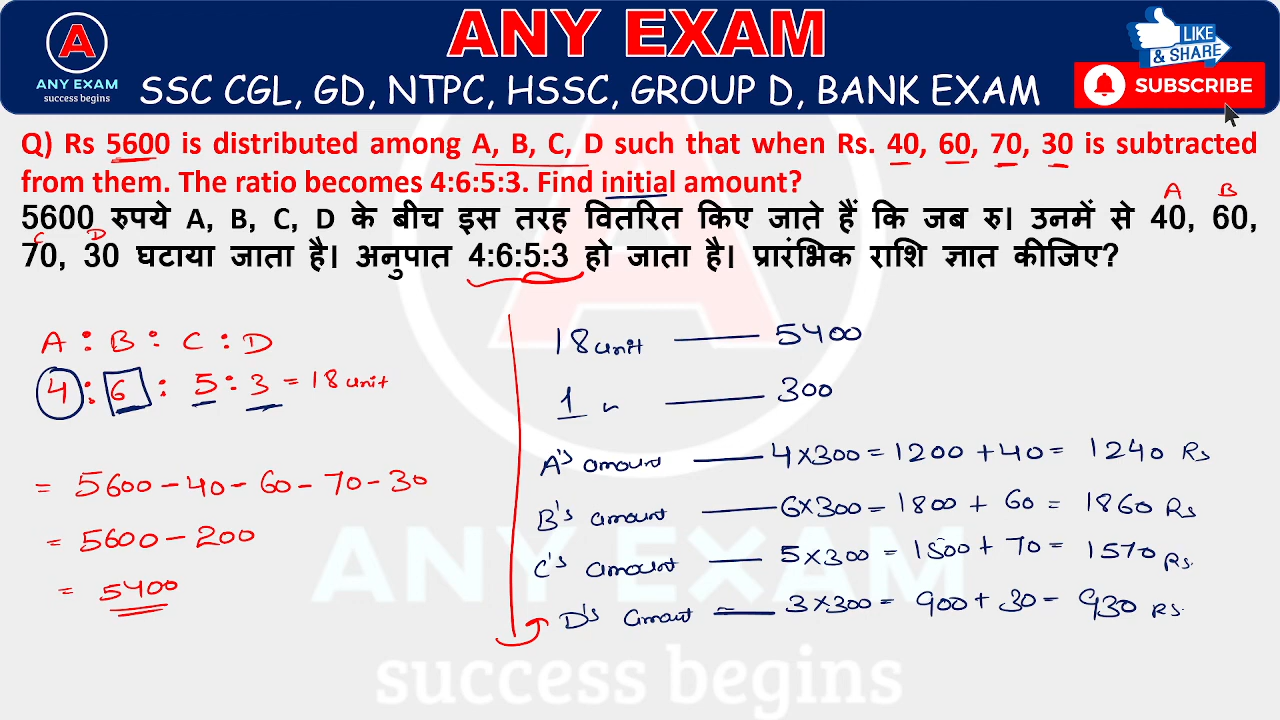 ANY EXAM
LIKE
& SHARE
A
ANY EXAM
success begins
SSC CGL, GD, NTPC, HSSC, GROUP D, BANK EXAM
SUBSCRIBE
Q) Rs 5600 is distributed among A, B, C, D such that when Rs. 40, 60, 70, 30 is subtracted
from them. The ratio becomes 4:6:5:3. Find initial amount?
A B
5600 रुपये A, B, C, D के बीच इस तरह वितरित किए जाते हैं कि जब रु। उनमें से 40, 60,
C D
70, 30 घटाया जाता है। अनुपात 4:6:5:3 हो जाता है। प्रारंभिक राशि ज्ञात कीजिए?
A : B : C : D
4 : 6 : 5 : 3 = 18 unit
= 5600 - 40 - 60 - 70 - 30
= 5600 - 200
= 5400
18 unit — 5400
1 " — 300
A's amount — 4×300 = 1200 + 40 = 1240 Rs
B's amount — 6×300 = 1800 + 60 = 1860 Rs
C's amount — 5×300 = 1500 + 70 = 1570 Rs.
D's amount — 3×300 = 900 + 30 = 930 Rs.
ANY EXAM
success begins